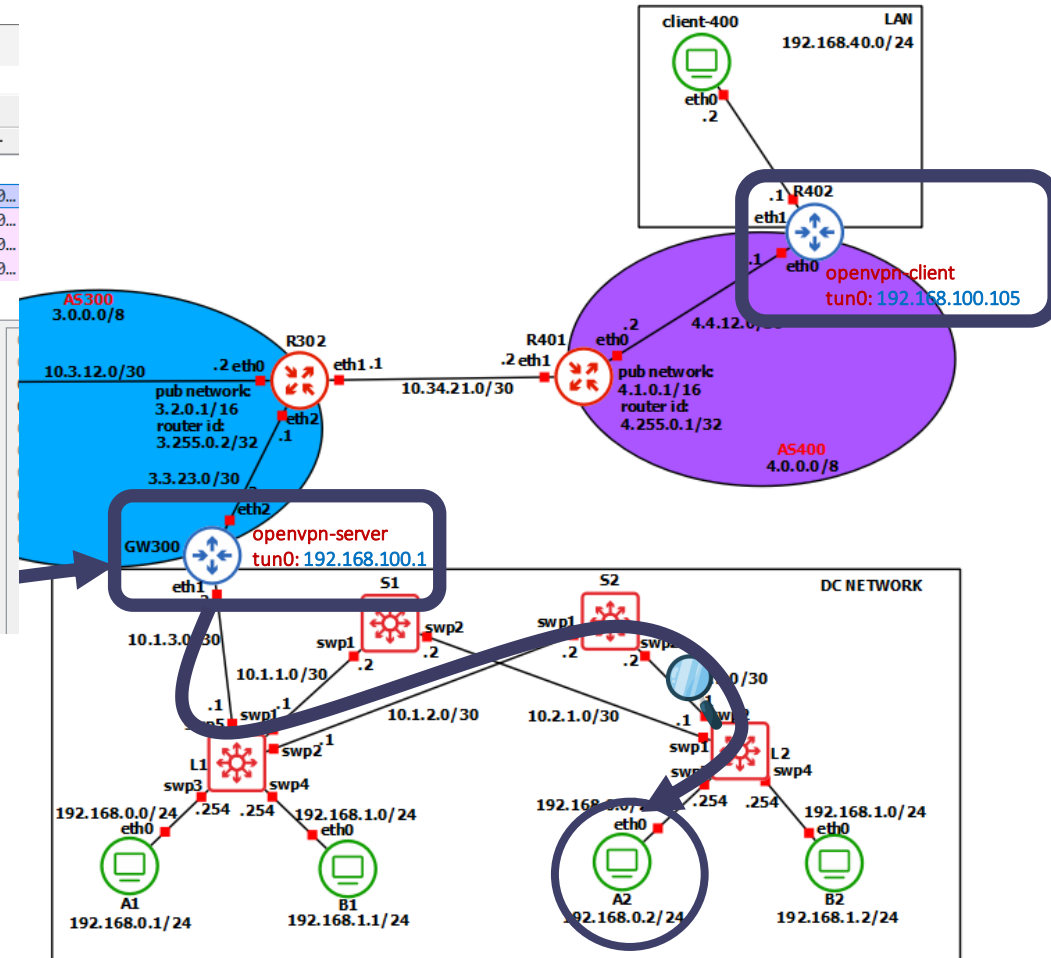 client-400
LAN
192.168.40.0/24
eth0
.2
.1
R402
eth1
.1
eth0
openvpn-client
tun0: 192.168.100.105
AS300
3.0.0.0/8
R302
R401
.2
eth0
10.3.12.0/30
.2 eth0
eth1 .1
.2 eth1
10.34.21.0/30
pub network:
3.2.0.1/16
router id:
3.255.0.2/32
eth2
.1
pub network:
4.1.0.1/16
router id:
4.255.0.1/32
AS400
4.0.0.0/8
3.3.23.0/30
eth2
GW300
openvpn-server
tun0: 192.168.100.1
eth1
S1
S2
DC NETWORK
swp1
.2
swp2
.2
swp1
.2
.2
10.1.1.0/30
.1
swp1
.1
10.1.2.0/30
10.2.1.0/30
.1
swp1
swp2
.1
L1
L2
swp3
swp4
swp4
192.168.0.0/24
.254
.254
192.168.1.0/24
.254
.254
192.168.1.0/24
eth0
eth0
eth0
eth0
A1
192.168.0.1/24
B1
192.168.1.1/24
A2
192.168.0.2/24
B2
192.168.1.2/24